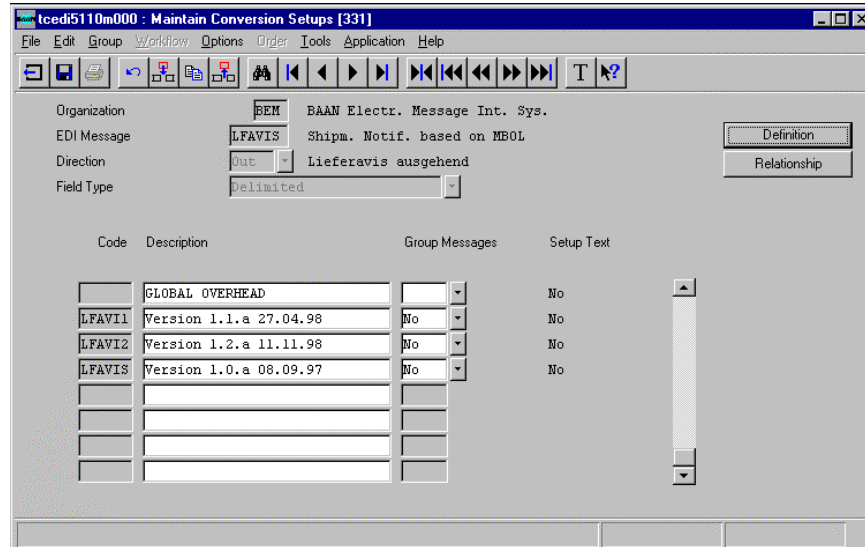 BAAN tcedi5110m000 : Maintain Conversion Setups [331]
File Edit Group Workflow Options Order Tools Application Help
T ?
Organization BEM BAAN Electr. Message Int. Sys.
EDI Message LFAVIS Shipm. Notif. based on MBOL Definition
Direction Out Lieferavis ausgehend Relationship
Field Type Delimited
Code Description Group Messages Setup Text
GLOBAL OVERHEAD No
LFAVI1 Version 1.1.a 27.04.98 No No
LFAVI2 Version 1.2.a 11.11.98 No No
LFAVIS Version 1.0.a 08.09.97 No No